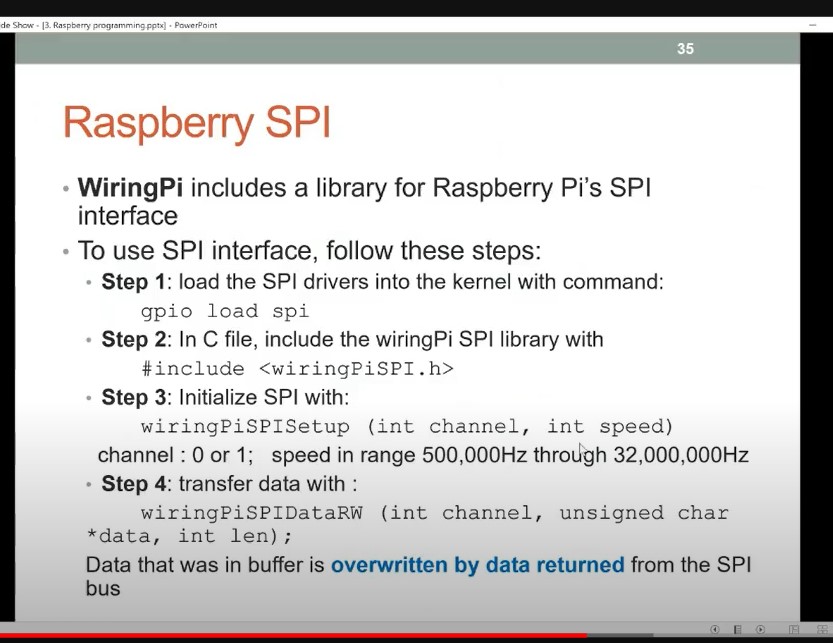 de Show - [3. Raspberry programming.pptx] - PowerPoint
35
Raspberry SPI
• WiringPi includes a library for Raspberry Pi's SPI
interface
• To use SPI interface, follow these steps:
• Step 1: load the SPI drivers into the kernel with command:
gpio load spi
• Step 2: In C file, include the wiringPi SPI library with
#include <wiringPiSPI.h>
• Step 3: Initialize SPI with:
wiringPiSPISetup (int channel, int speed)
channel : 0 or 1; speed in range 500,000Hz through 32,000,000Hz
• Step 4: transfer data with :
wiringPiSPIDataRW (int channel, unsigned char
*data, int len);
Data that was in buffer is overwritten by data returned from the SPI
bus